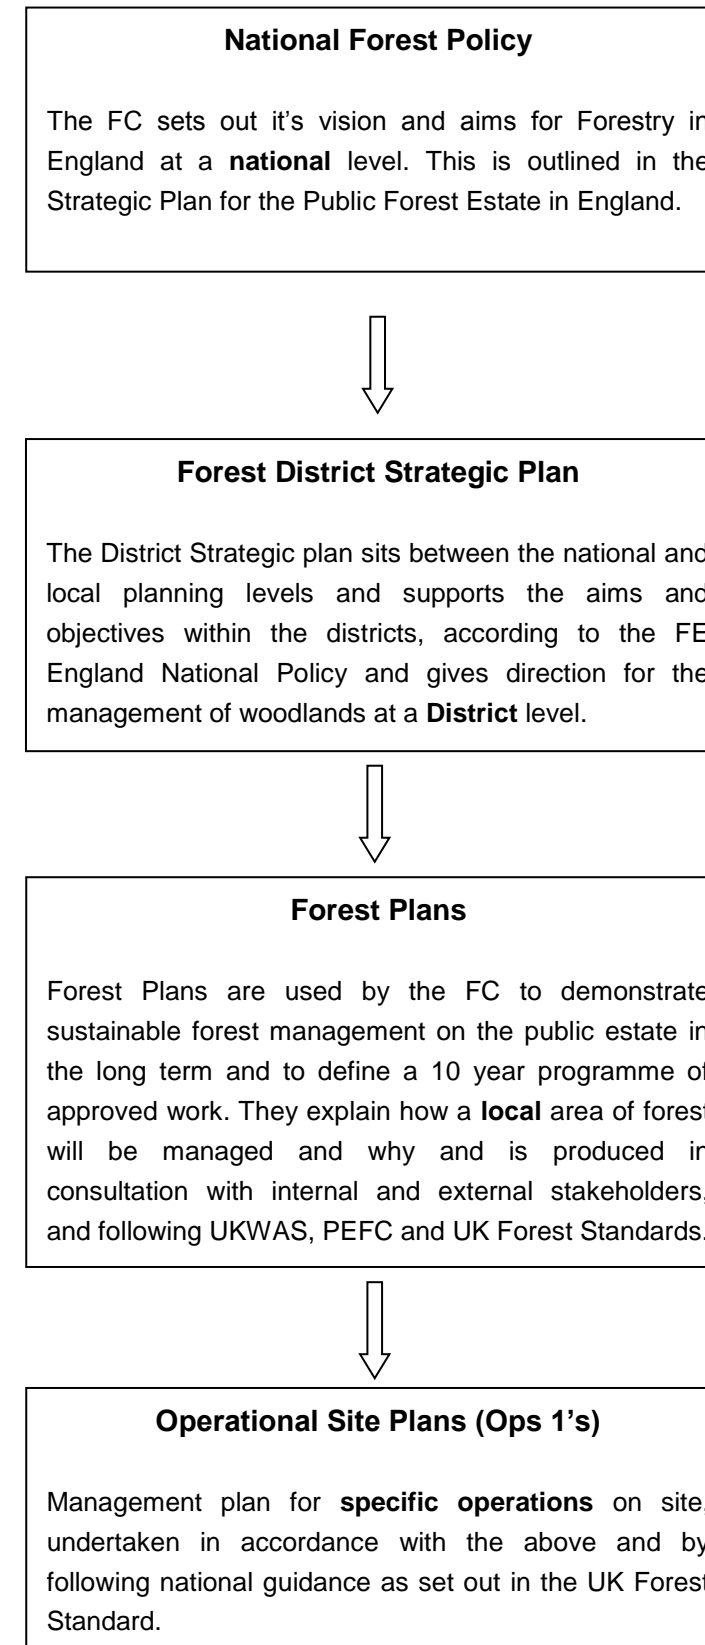 National Forest Policy
The FC sets out it's vision and aims for Forestry in
England at a national level. This is outlined in the
Strategic Plan for the Public Forest Estate in England.
Forest District Strategic Plan
The District Strategic plan sits between the national and
local planning levels and supports the aims and
objectives within the districts, according to the FE
England National Policy and gives direction for the
management of woodlands at a District level.
Forest Plans
Forest Plans are used by the FC to demonstrate
sustainable forest management on the public estate in
the long term and to define a 10 year programme of
approved work. They explain how a local area of forest
will be managed and why and is produced in
consultation with internal and external stakeholders,
and following UKWAS, PEFC and UK Forest Standards.
Operational Site Plans (Ops 1's)
Management plan for specific operations on site,
undertaken in accordance with the above and by
following national guidance as set out in the UK Forest
Standard.